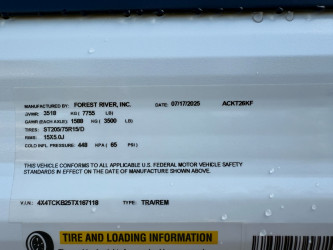 MANUFACTURED BY: FOREST RIVER, INC. DATE: 07/17/2025 ACKT26KF
GVWR: 3518 KG ( 7755 LB)
GAWR (EACH AXLE): 1588 KG ( 3500 LB)
TIRES: ST205/75R15/D
RIMS: 15X5.0J
COLD INFL PRESSURE: 448 KPA ( 65 PSI)
THIS VEHICLE CONFORMS TO ALL APPLICABLE U.S. FEDERAL MOTOR VEHICLE SAFETY
STANDARDS IN EFFECT ON THE DATE OF MANUFACTURE SHOWN ABOVE.
V.I.N.: 4X4TCKB25TX167118 TYPE: TRA/REM
TIRE AND LOADING INFORMATION